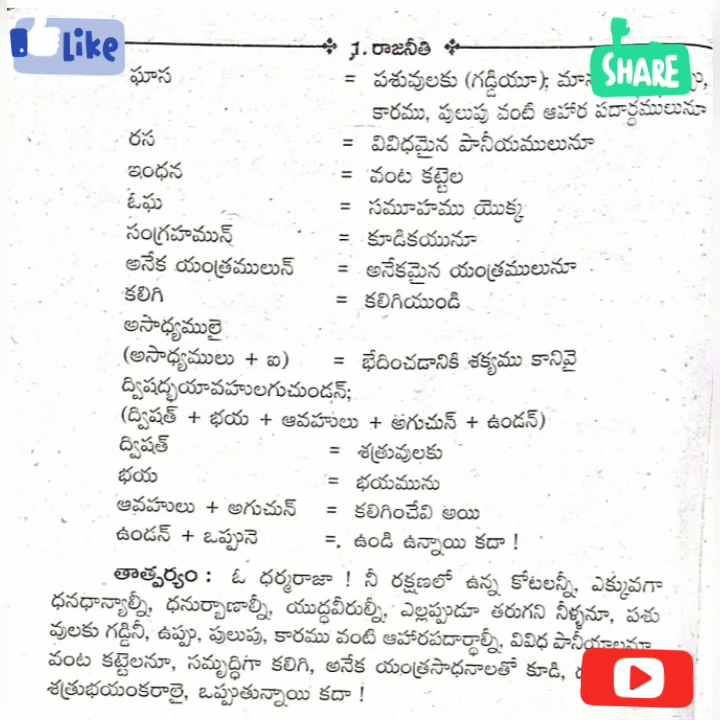 Like
1. రాజనీతి
SHARE
ఘాస = పశువులకు (గడ్డియూ);
కారము, పులుపు వంటి ఆహార పదార్థములునూ
రస = వివిధమైన పానీయములునూ
ఇంధన = వంట కట్టెల
ఓఘ = సమూహము యొక్క
సంగ్రహమున్ = కూడికయునూ
అనేక యంత్రములున్ = అనేకమైన యంత్రములునూ
కలిగి = కలిగియుండి
అసాధ్యములై
(అసాధ్యములు + ఐ) = భేదించడానికి శక్యము కానివై
ద్విషద్భయావహులగుచుండన్;
(ద్విషత్ + భయ + ఆవహులు + అగుచున్ + ఉండన్)
ద్విషత్ = శత్రువులకు
భయ = భయమును
ఆవహులు + అగుచున్ = కలిగించేవి అయి
ఉండన్ + ఒప్పునె = ఉండి ఉన్నాయి కదా !
తాత్పర్యం : ఓ ధర్మరాజా ! నీ రక్షణలో ఉన్న కోటలన్నీ, ఎక్కువగా
ధనధాన్యాల్నీ, ధనుర్బాణాల్నీ, యుద్ధవీరుల్నీ, ఎల్లప్పుడూ తరుగని నీళ్ళనూ, పశు
వులకు గడ్డినీ, ఉప్పు, పులుపు, కారము వంటి ఆహారపదార్థాల్నీ, వివిధ పానీయాలనూ
వంట కట్టెలనూ, సమృద్ధిగా కలిగి, అనేక యంత్రసాధనాలతో కూడి,
శత్రుభయంకరాలై, ఒప్పుతున్నాయి కదా !